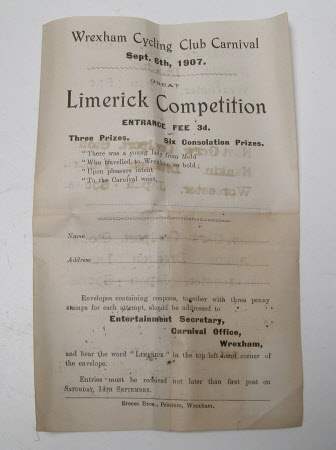 Wrexham Cycling Club Carnival
Sept. 6th, 1907.
GREAT
Limerick Competition
ENTRANCE FEE 3d.
Three Prizes. Six Consolation Prizes.
"There was a young lady from Mold
"Who travelled to Wrexham so bold;
"Upon pleasure intent
"To the Carnival went,
Name
Address
Envelopes containing coupons, together with three penny
stamps for each attempt, should be addressed to
Entertainment Secretary,
Carnival Office,
Wrexham,
and bear the word "Limerick" in the top left-hand corner of
the envelope.
Entries must be received not later than first post on
Saturday, 14th September.
Bros., Printers, Wrexham.